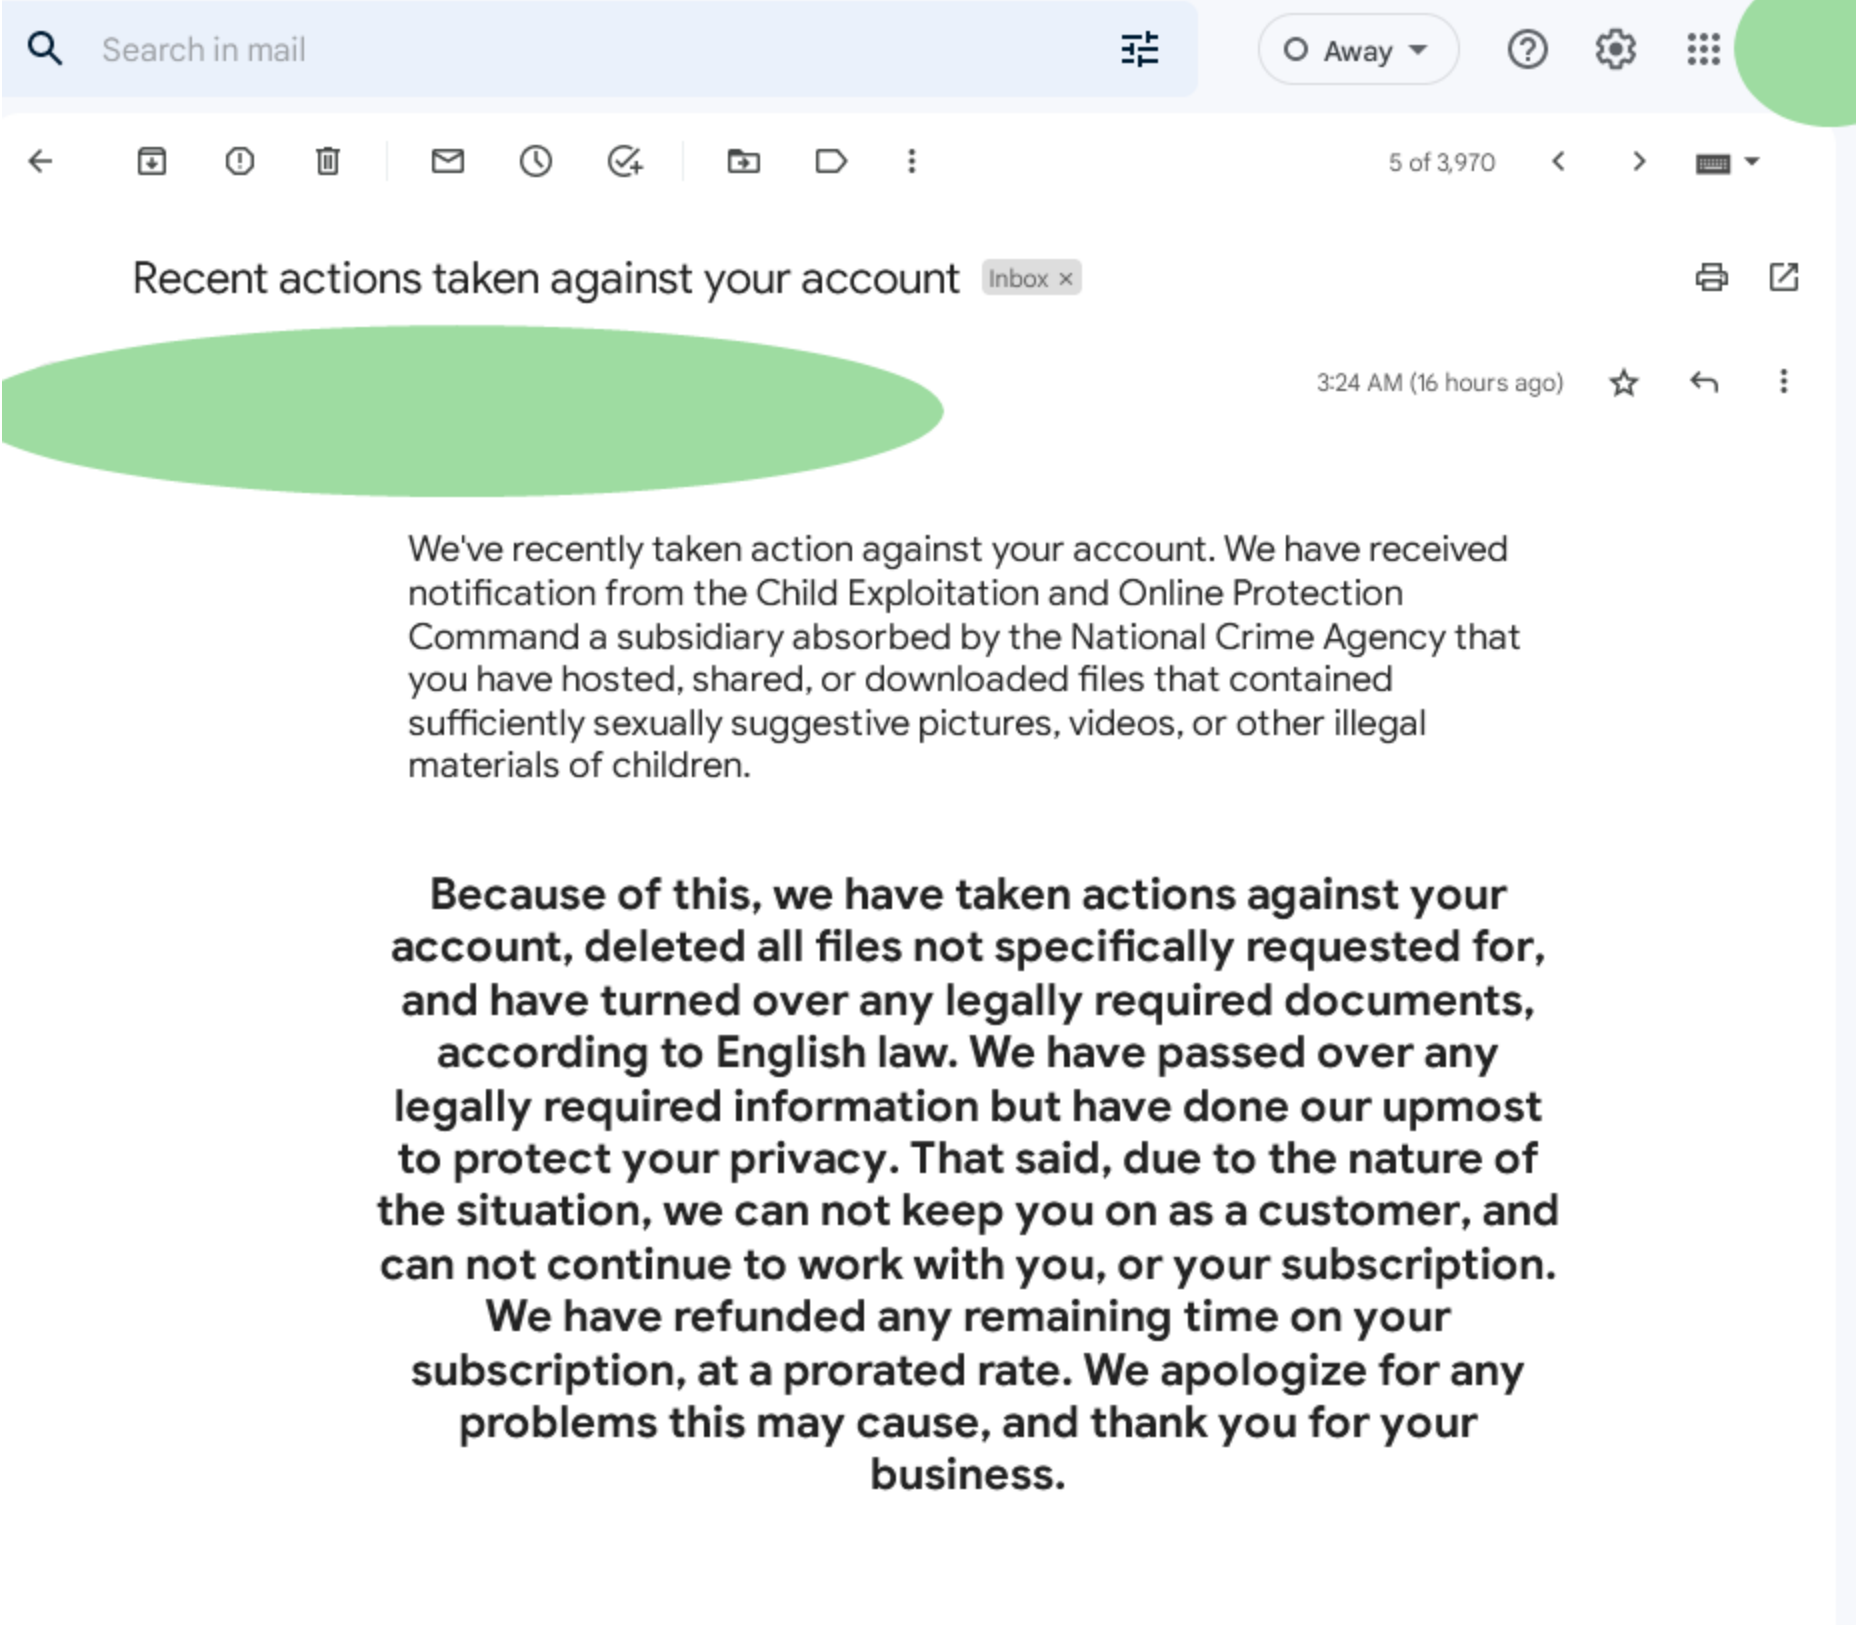 Search in mail
Away
5 of 3,970
Recent actions taken against your account
Inbox ×
3:24 AM (16 hours ago)
We've recently taken action against your account. We have received
notification from the Child Exploitation and Online Protection
Command a subsidiary absorbed by the National Crime Agency that
you have hosted, shared, or downloaded files that contained
sufficiently sexually suggestive pictures, videos, or other illegal
materials of children.
Because of this, we have taken actions against your
account, deleted all files not specifically requested for,
and have turned over any legally required documents,
according to English law. We have passed over any
legally required information but have done our upmost
to protect your privacy. That said, due to the nature of
the situation, we can not keep you on as a customer, and
can not continue to work with you, or your subscription.
We have refunded any remaining time on your
subscription, at a prorated rate. We apologize for any
problems this may cause, and thank you for your
business.